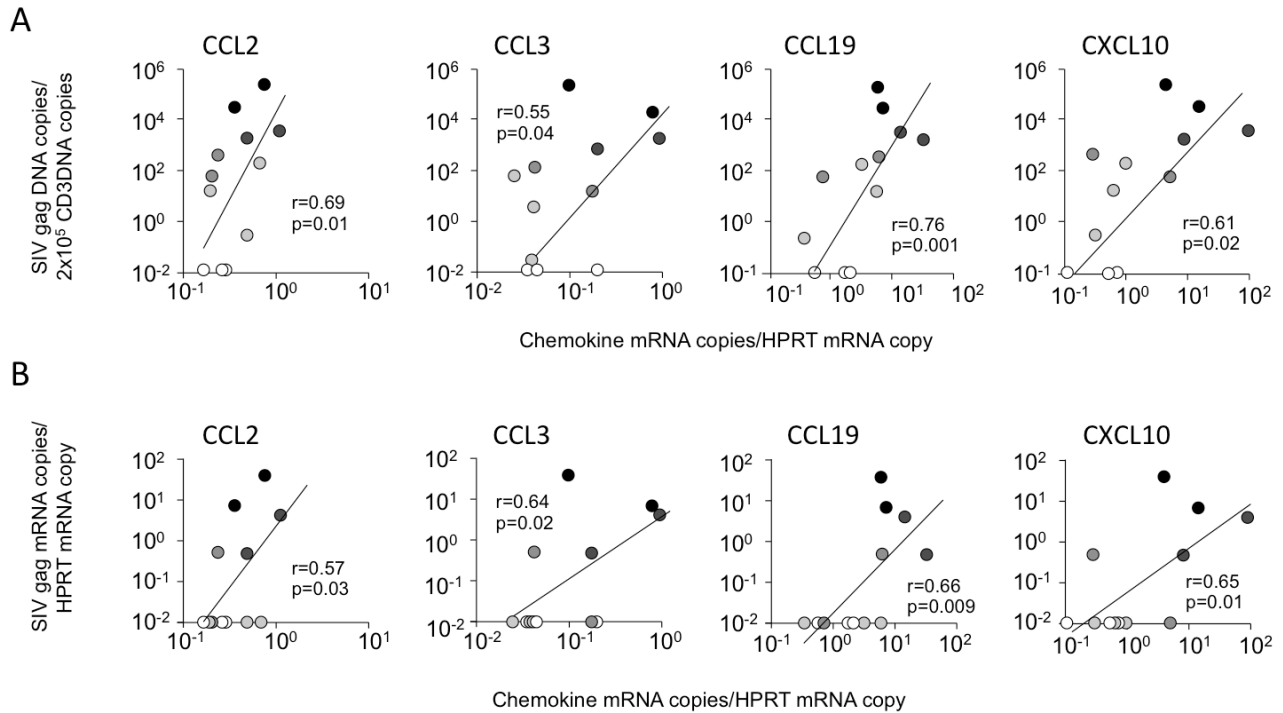 A
CCL2 CCL3 CCL19 CXCL10
SIV gag DNA copies/
2x10⁵ CD3DNA copies
10⁶ 10⁶ 10⁶ 10⁶
10⁴ 10⁴ 10⁴ 10⁴
10² 10² 10² 10²
10⁰ 10⁰ 10⁰ 10⁰
10⁻² 10⁻² 10⁻¹ 10⁻¹
r=0.69
p=0.01
r=0.55
p=0.04
r=0.76
p=0.001
r=0.61
p=0.02
10⁻¹ 10⁰ 10¹ 10⁻² 10⁻¹ 10⁰ 10⁻¹ 10⁰ 10¹ 10² 10⁻¹ 10⁰ 10¹ 10²
Chemokine mRNA copies/HPRT mRNA copy
B
CCL2 CCL3 CCL19 CXCL10
SIV gag mRNA copies/
HPRT mRNA copy
10² 10² 10² 10²
10¹ 10¹ 10¹ 10¹
10⁰ 10⁰ 10⁰ 10⁰
10⁻¹ 10⁻¹ 10⁻¹ 10⁻¹
10⁻² 10⁻² 10⁻² 10⁻²
r=0.57
p=0.03
r=0.64
p=0.02
r=0.66
p=0.009
r=0.65
p=0.01
10⁻¹ 10⁰ 10¹ 10⁻² 10⁻¹ 10⁰ 10⁻¹ 10⁰ 10¹ 10² 10⁻¹ 10⁰ 10¹ 10²
Chemokine mRNA copies/HPRT mRNA copy